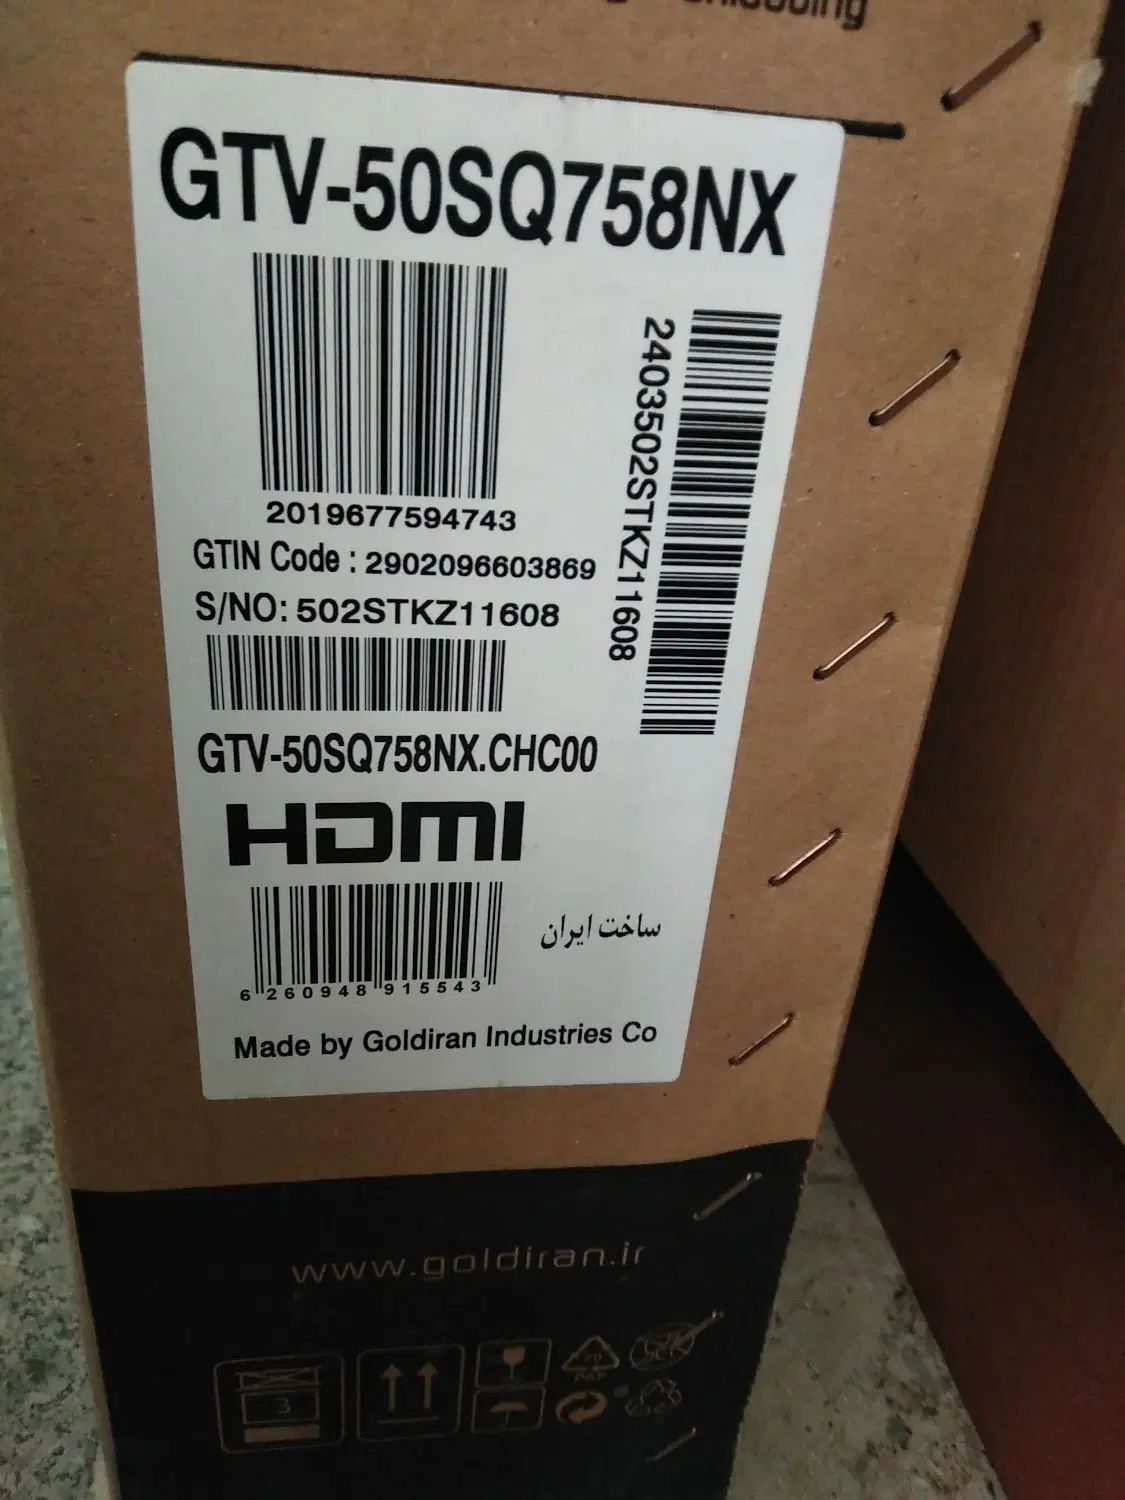 GTV-50SQ758NX
2019677594743
2403502STKZ11608
GTIN Code : 2902096603869
S/NO: 502STKZ11608
GTV-50SQ758NX.CHC00
HDMI
6 260948 915543
ساخت ایران
Made by Goldiran Industries Co
www.goldiran.ir
3
PAP